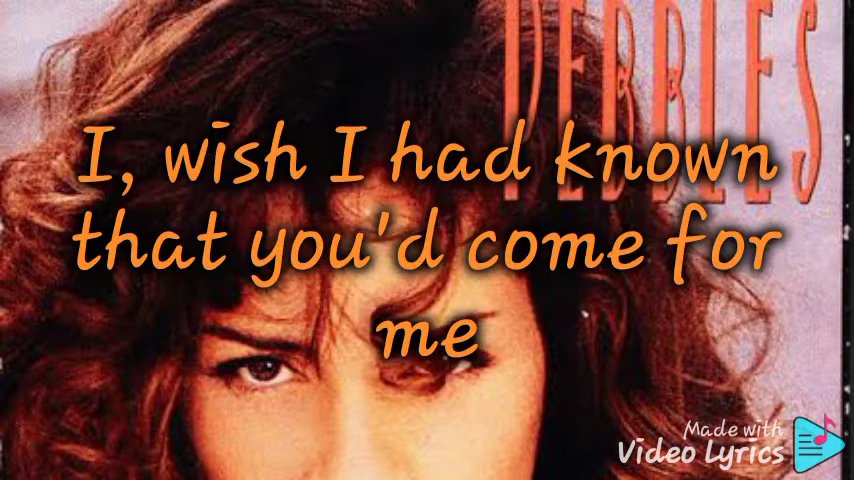 PEBBLES
I, wish I had known
that you'd come for
me
Made with
Video Lyrics